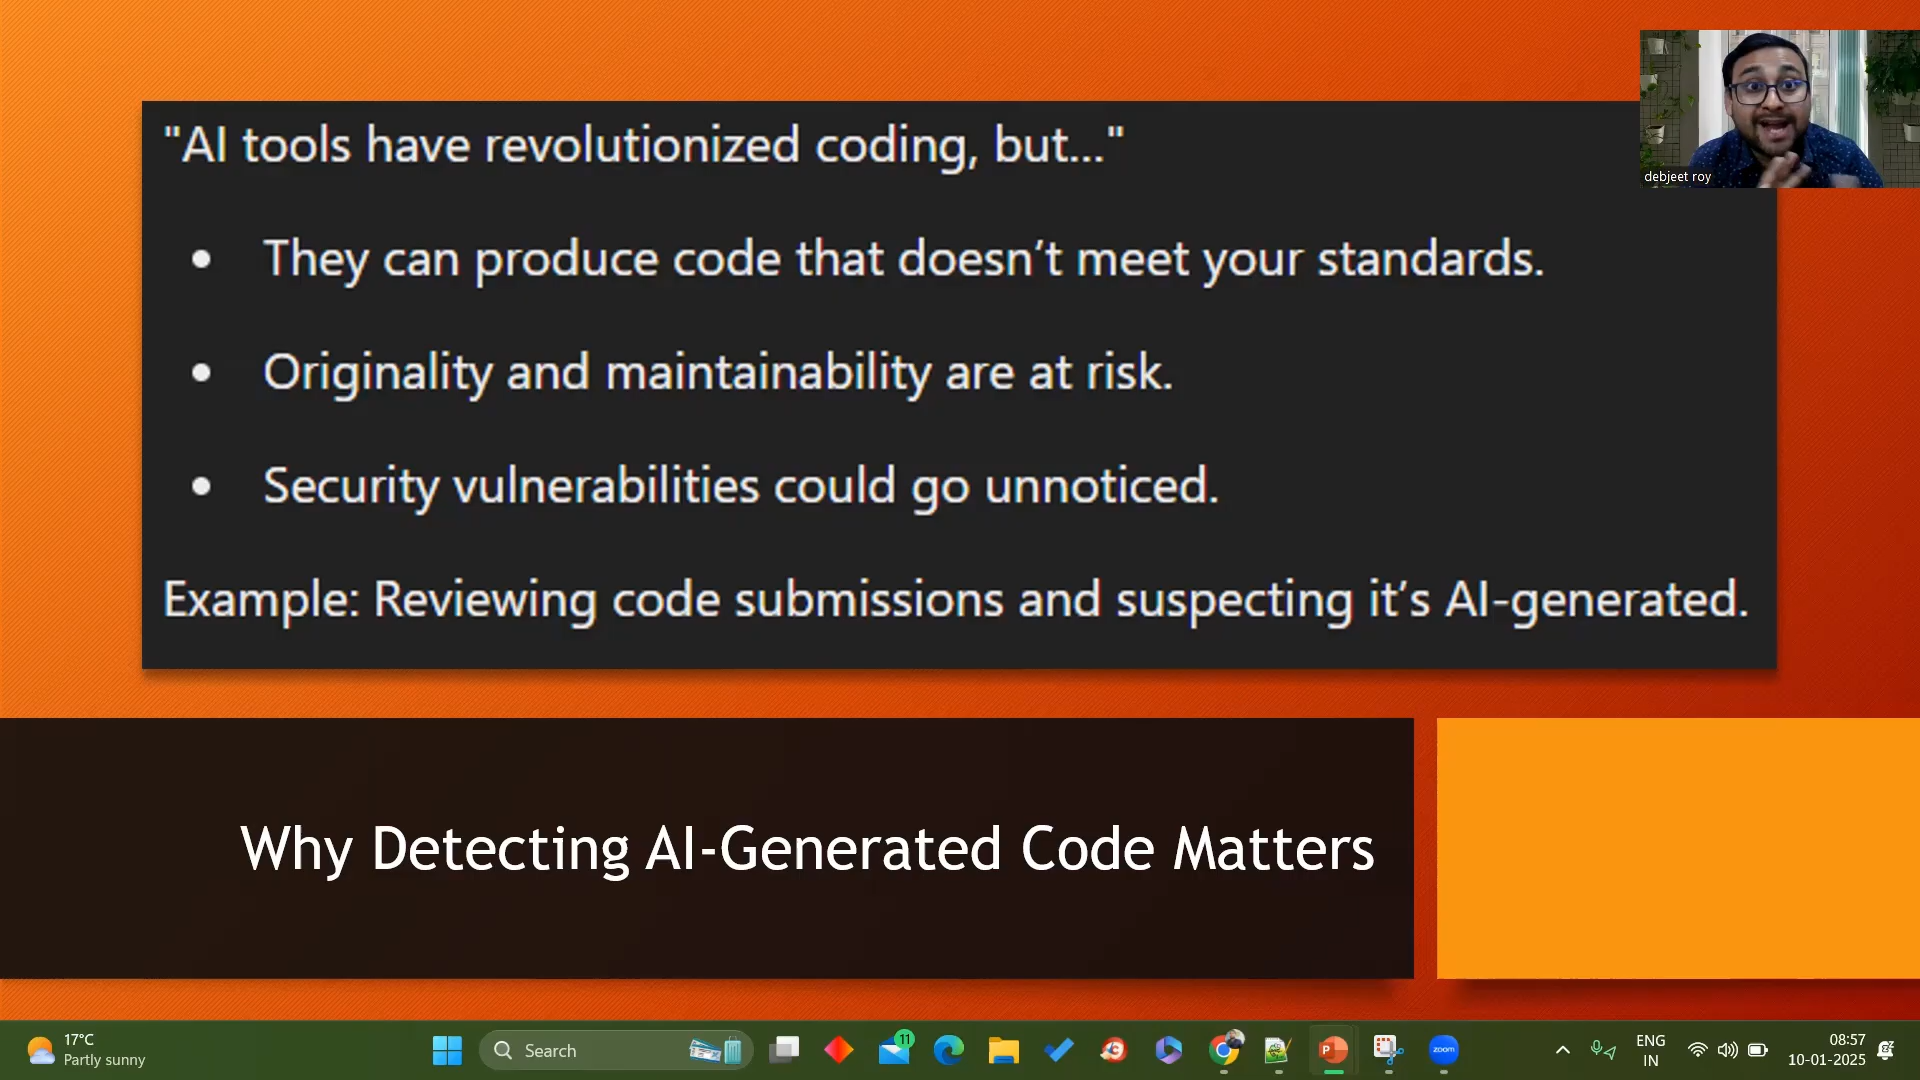 "AI tools have revolutionized coding, but..."
debjeet roy
• They can produce code that doesn’t meet your standards.
• Originality and maintainability are at risk.
• Security vulnerabilities could go unnoticed.
Example: Reviewing code submissions and suspecting it’s AI-generated.
Why Detecting AI-Generated Code Matters
17°C
Partly sunny
Search
11
zoom
ENG
IN
08:57
10-01-2025